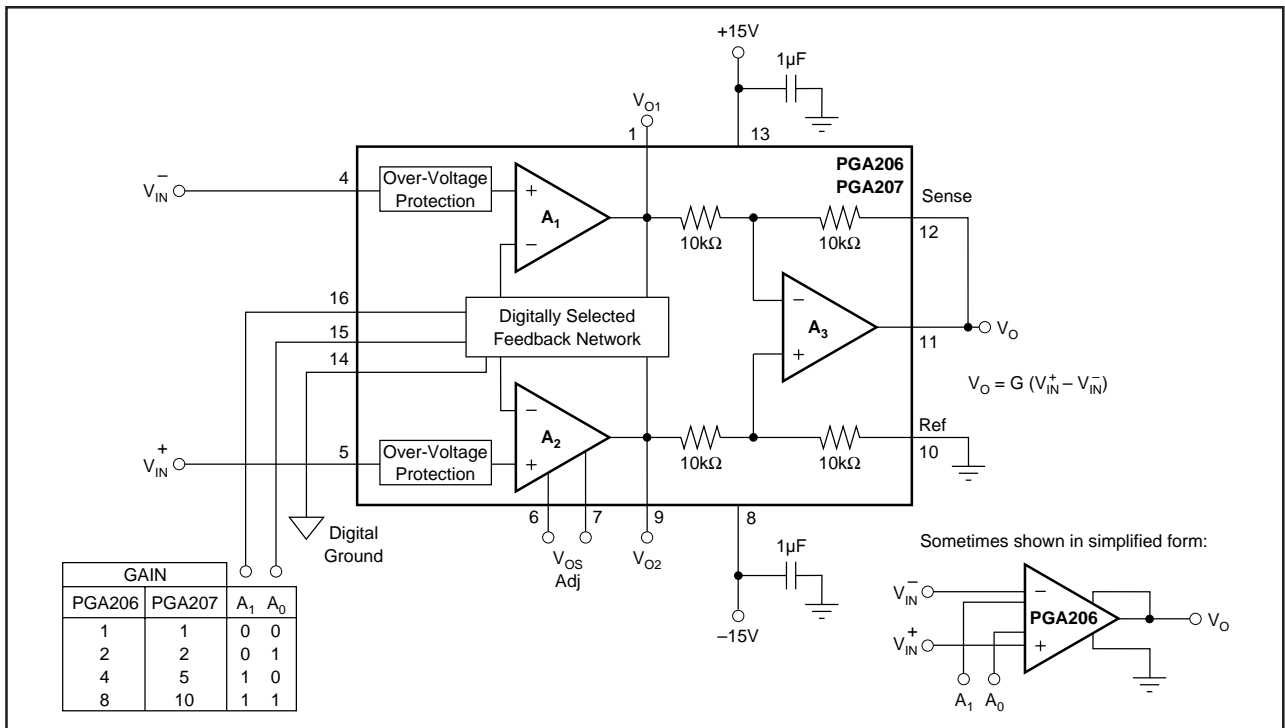 +15V
1µF
V_O1
1
13
PGA206
PGA207
V_IN^–
4
Over-Voltage
Protection
+
A_1
–
10kΩ
10kΩ
Sense
12
16
15
14
Digitally Selected
Feedback Network
–
A_3
+
11
V_O
V_O = G (V_IN^+ – V_IN^–)
V_IN^+
5
Over-Voltage
Protection
–
A_2
+
10kΩ
10kΩ
Ref
10
Digital
Ground
6
7
9
8
V_OS
Adj
V_O2
1µF
–15V
GAIN
PGA206 PGA207 A_1 A_0
1 1 0 0
2 2 0 1
4 5 1 0
8 10 1 1
Sometimes shown in simplified form:
V_IN^–
–
PGA206
V_O
V_IN^+
+
A_1 A_0